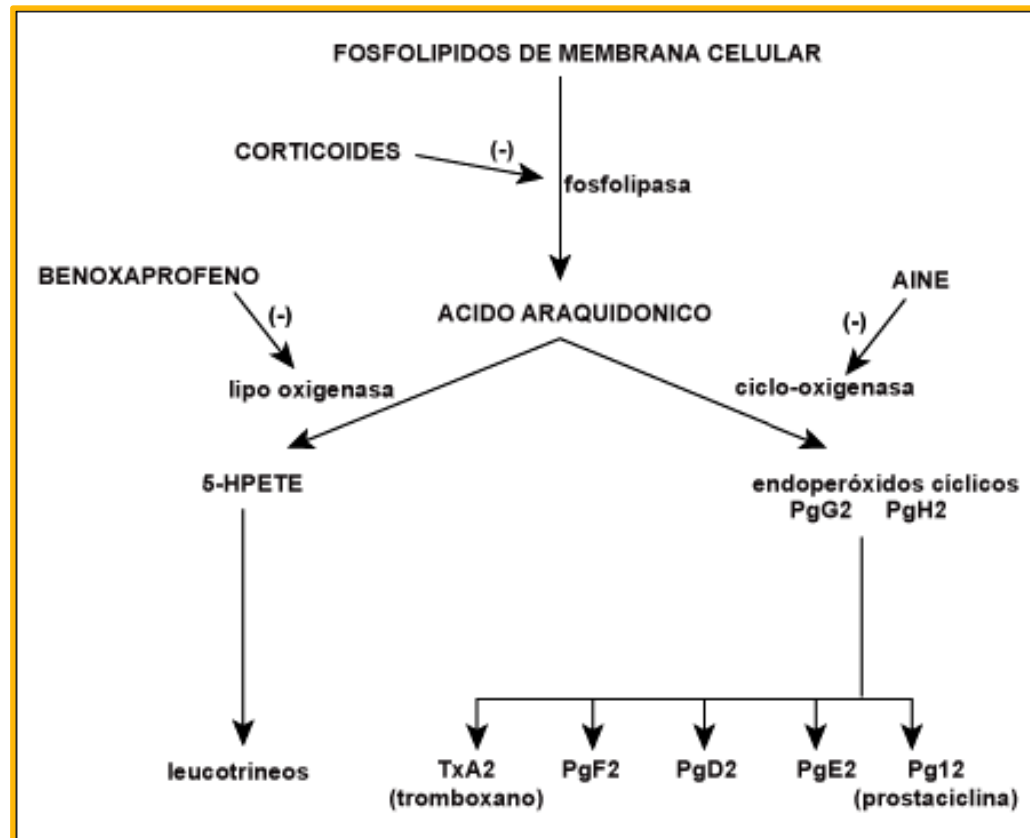 FOSFOLIPIDOS DE MEMBRANA CELULAR
CORTICOIDES
(-)
fosfolipasa
BENOXAPROFENO
(-)
ACIDO ARAQUIDONICO
AINE
(-)
lipo oxigenasa
ciclo-oxigenasa
5-HPETE
endoperóxidos cíclicos
PgG2 PgH2
leucotrineos
TxA2
(tromboxano)
PgF2
PgD2
PgE2
Pg12
(prostaciclina)